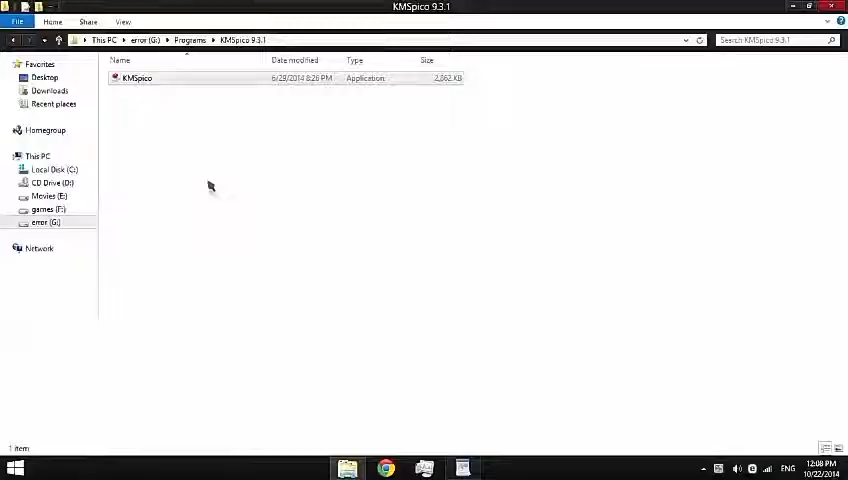 KMSpico 9.3.1
File Home Share View
This PC error (G:) Programs KMSpico 9.3.1
Search KMSpico 9.3.1
Name Date modified Type Size
KMSpico 6/29/2014 8:26 PM Application 2,862 KB
Favorites
Desktop
Downloads
Recent places
Homegroup
This PC
Local Disk (C:)
CD Drive (D:)
Movies (E:)
games (F:)
error (G:)
Network
1 item
ENG
12:08 PM
10/22/2014